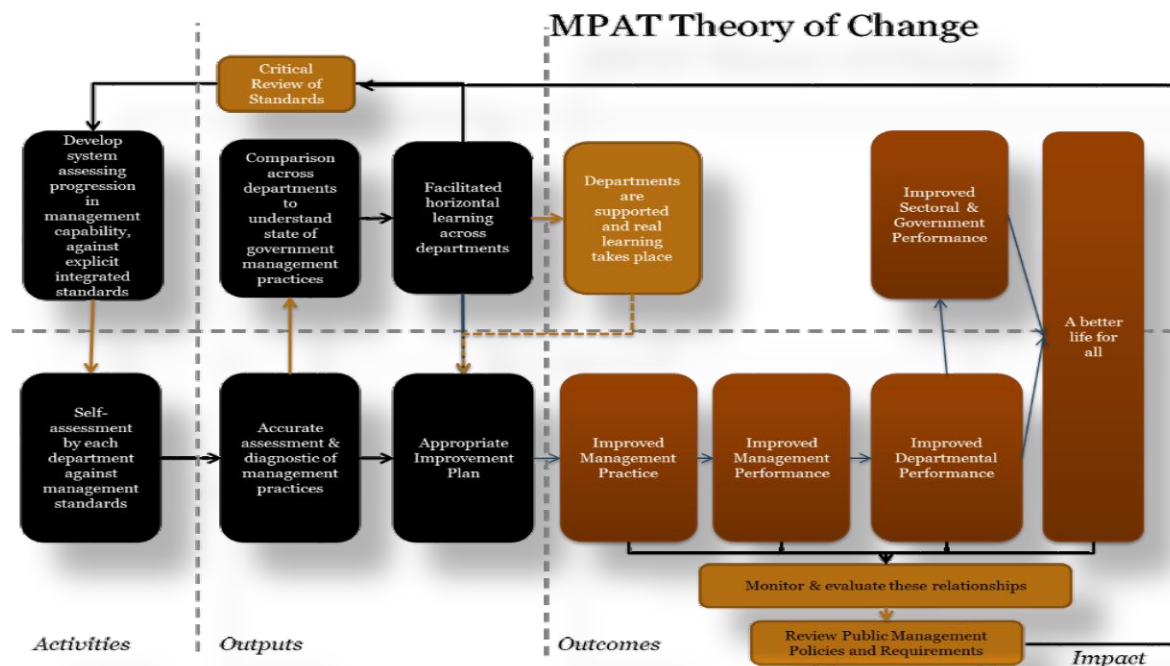 MPAT Theory of Change
Critical
Review of
Standards
Develop
system
assessing
progression
in
management
capability,
against
explicit
integrated
standards
Comparison
across
departments
to
understand
state of
government
management
practices
Facilitated
horizontal
learning
across
departments
Departments
are
supported
and real
learning
takes place
Improved
Sectoral &
Government
Performance
A better
life for
all
Self-
assessment
by each
department
against
management
standards
Accurate
assessment &
diagnostic of
management
practices
Appropriate
Improvement
Plan
Improved
Management
Practice
Improved
Management
Performance
Improved
Departmental
Performance
Monitor & evaluate these relationships
Review Public Management
Policies and Requirements
Activities
Outputs
Outcomes
Impact